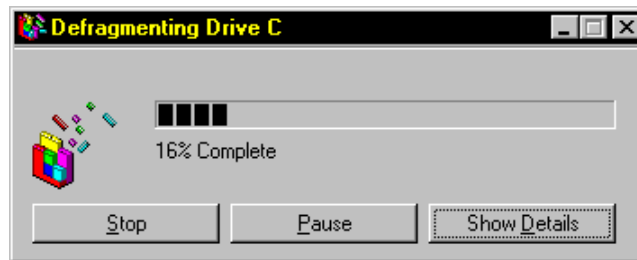 Defragmenting Drive C
16% Complete
Stop
Pause
Show Details